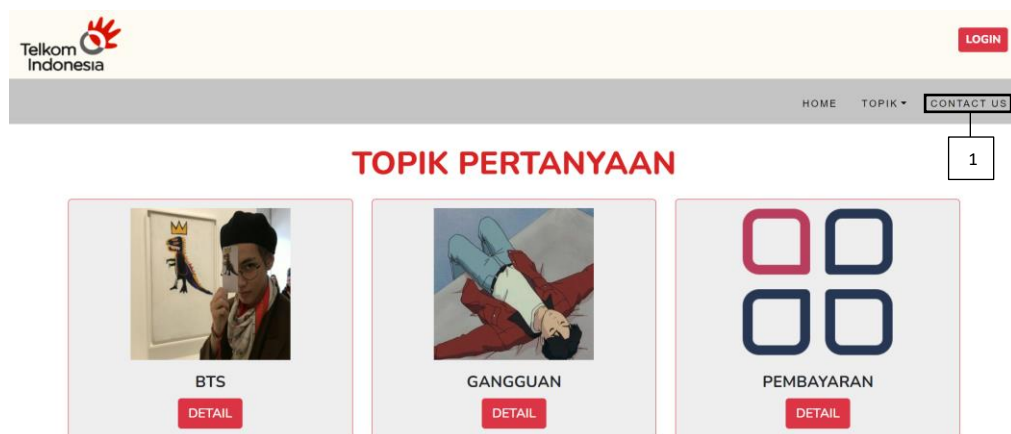 Telkom
Indonesia
LOGIN
HOME TOPIK CONTACT US
1
TOPIK PERTANYAAN
BTS GANGGUAN PEMBAYARAN
DETAIL DETAIL DETAIL